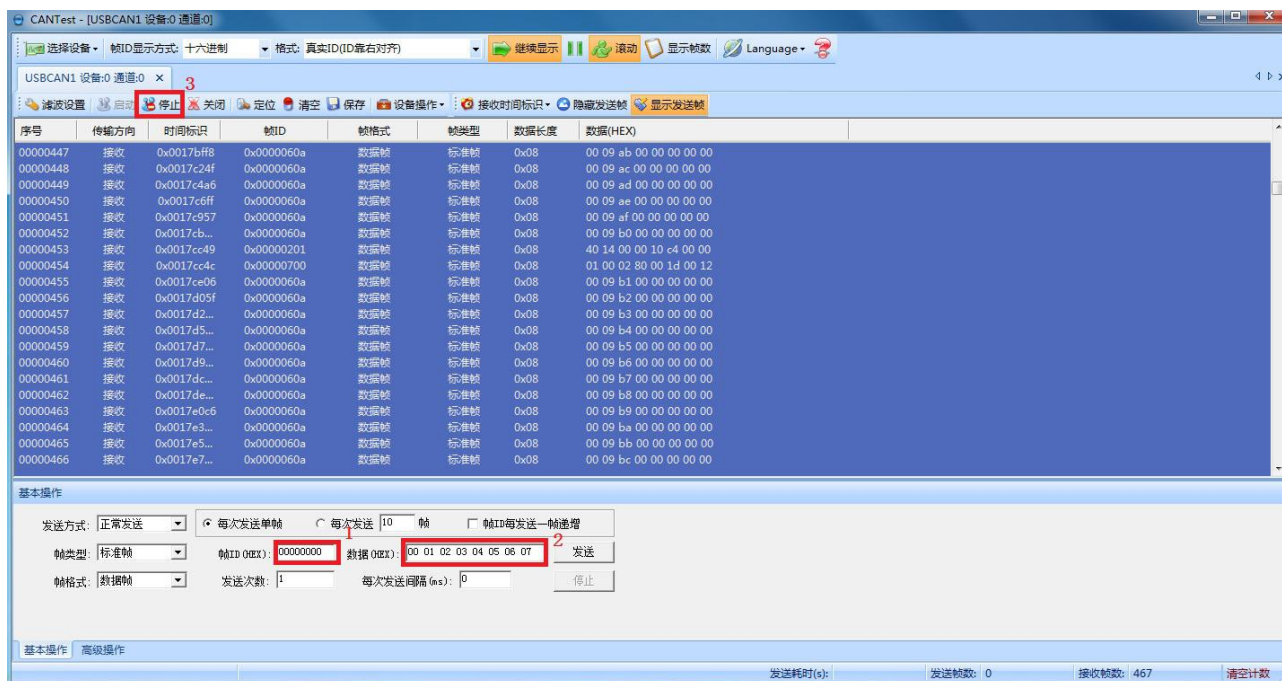 CANTest - [USBCAN1 设备:0 通道:0]
选择设备 帧ID显示方式: 十六进制 格式: 真实ID(ID靠右对齐) 继续显示 滚动 显示帧数 Language
USBCAN1 设备:0 通道:0 ×
3
滤波设置 启动 停止 关闭 定位 清空 保存 设备操作 接收时间标识 隐藏发送帧 显示发送帧
序号 传输方向 时间标识 帧ID 帧格式 帧类型 数据长度 数据(HEX)
00000447 接收 0x0017bff8 0x0000060a 数据帧 标准帧 0x08 00 09 ab 00 00 00 00 00
00000448 接收 0x0017c24f 0x0000060a 数据帧 标准帧 0x08 00 09 ac 00 00 00 00 00
00000449 接收 0x0017c4a6 0x0000060a 数据帧 标准帧 0x08 00 09 ad 00 00 00 00 00
00000450 接收 0x0017c6ff 0x0000060a 数据帧 标准帧 0x08 00 09 ae 00 00 00 00 00
00000451 接收 0x0017c957 0x0000060a 数据帧 标准帧 0x08 00 09 af 00 00 00 00 00
00000452 接收 0x0017cb... 0x0000060a 数据帧 标准帧 0x08 00 09 b0 00 00 00 00 00
00000453 接收 0x0017cc49 0x00000201 数据帧 标准帧 0x08 40 14 00 00 10 c4 00 00
00000454 接收 0x0017cc4c 0x00000700 数据帧 标准帧 0x08 01 00 02 80 00 1d 00 12
00000455 接收 0x0017ce06 0x0000060a 数据帧 标准帧 0x08 00 09 b1 00 00 00 00 00
00000456 接收 0x0017d05f 0x0000060a 数据帧 标准帧 0x08 00 09 b2 00 00 00 00 00
00000457 接收 0x0017d2... 0x0000060a 数据帧 标准帧 0x08 00 09 b3 00 00 00 00 00
00000458 接收 0x0017d5... 0x0000060a 数据帧 标准帧 0x08 00 09 b4 00 00 00 00 00
00000459 接收 0x0017d7... 0x0000060a 数据帧 标准帧 0x08 00 09 b5 00 00 00 00 00
00000460 接收 0x0017d9... 0x0000060a 数据帧 标准帧 0x08 00 09 b6 00 00 00 00 00
00000461 接收 0x0017dc... 0x0000060a 数据帧 标准帧 0x08 00 09 b7 00 00 00 00 00
00000462 接收 0x0017de... 0x0000060a 数据帧 标准帧 0x08 00 09 b8 00 00 00 00 00
00000463 接收 0x0017e0c6 0x0000060a 数据帧 标准帧 0x08 00 09 b9 00 00 00 00 00
00000464 接收 0x0017e3... 0x0000060a 数据帧 标准帧 0x08 00 09 ba 00 00 00 00 00
00000465 接收 0x0017e5... 0x0000060a 数据帧 标准帧 0x08 00 09 bb 00 00 00 00 00
00000466 接收 0x0017e7... 0x0000060a 数据帧 标准帧 0x08 00 09 bc 00 00 00 00 00
基本操作
发送方式: 正常发送 每次发送单帧 每次发送 10 帧 帧ID每发送一帧递增
1 2
帧类型: 标准帧 帧ID(HEX): 00000000 数据(HEX): 00 01 02 03 04 05 06 07 发送
帧格式: 数据帧 发送次数: 1 每次发送间隔(ms): 0 停止
基本操作 高级操作
发送耗时(s): 发送帧数: 0 接收帧数: 467 清空计数